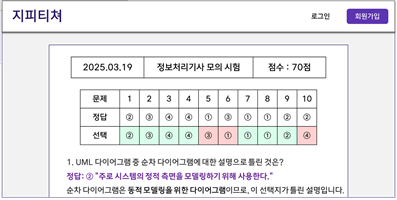 지피티쳐 로그인 회원가입
2025.03.19 정보처리기사 모의 시험 점수 : 70점
문제 1 2 3 4 5 6 7 8 9 10
정답 ② ③ ④ ④ ① ③ ① ① ② ②
선택 ② ③ ④ ④ ③ ① ① ① ② ④
1. UML 다이어그램 중 순차 다이어그램에 대한 설명으로 틀린 것은?
정답: ② "주로 시스템의 정적 측면을 모델링하기 위해 사용한다."
순차 다이어그램은 동적 모델링을 위한 다이어그램이므로, 이 선택지가 틀린 설명입니다.